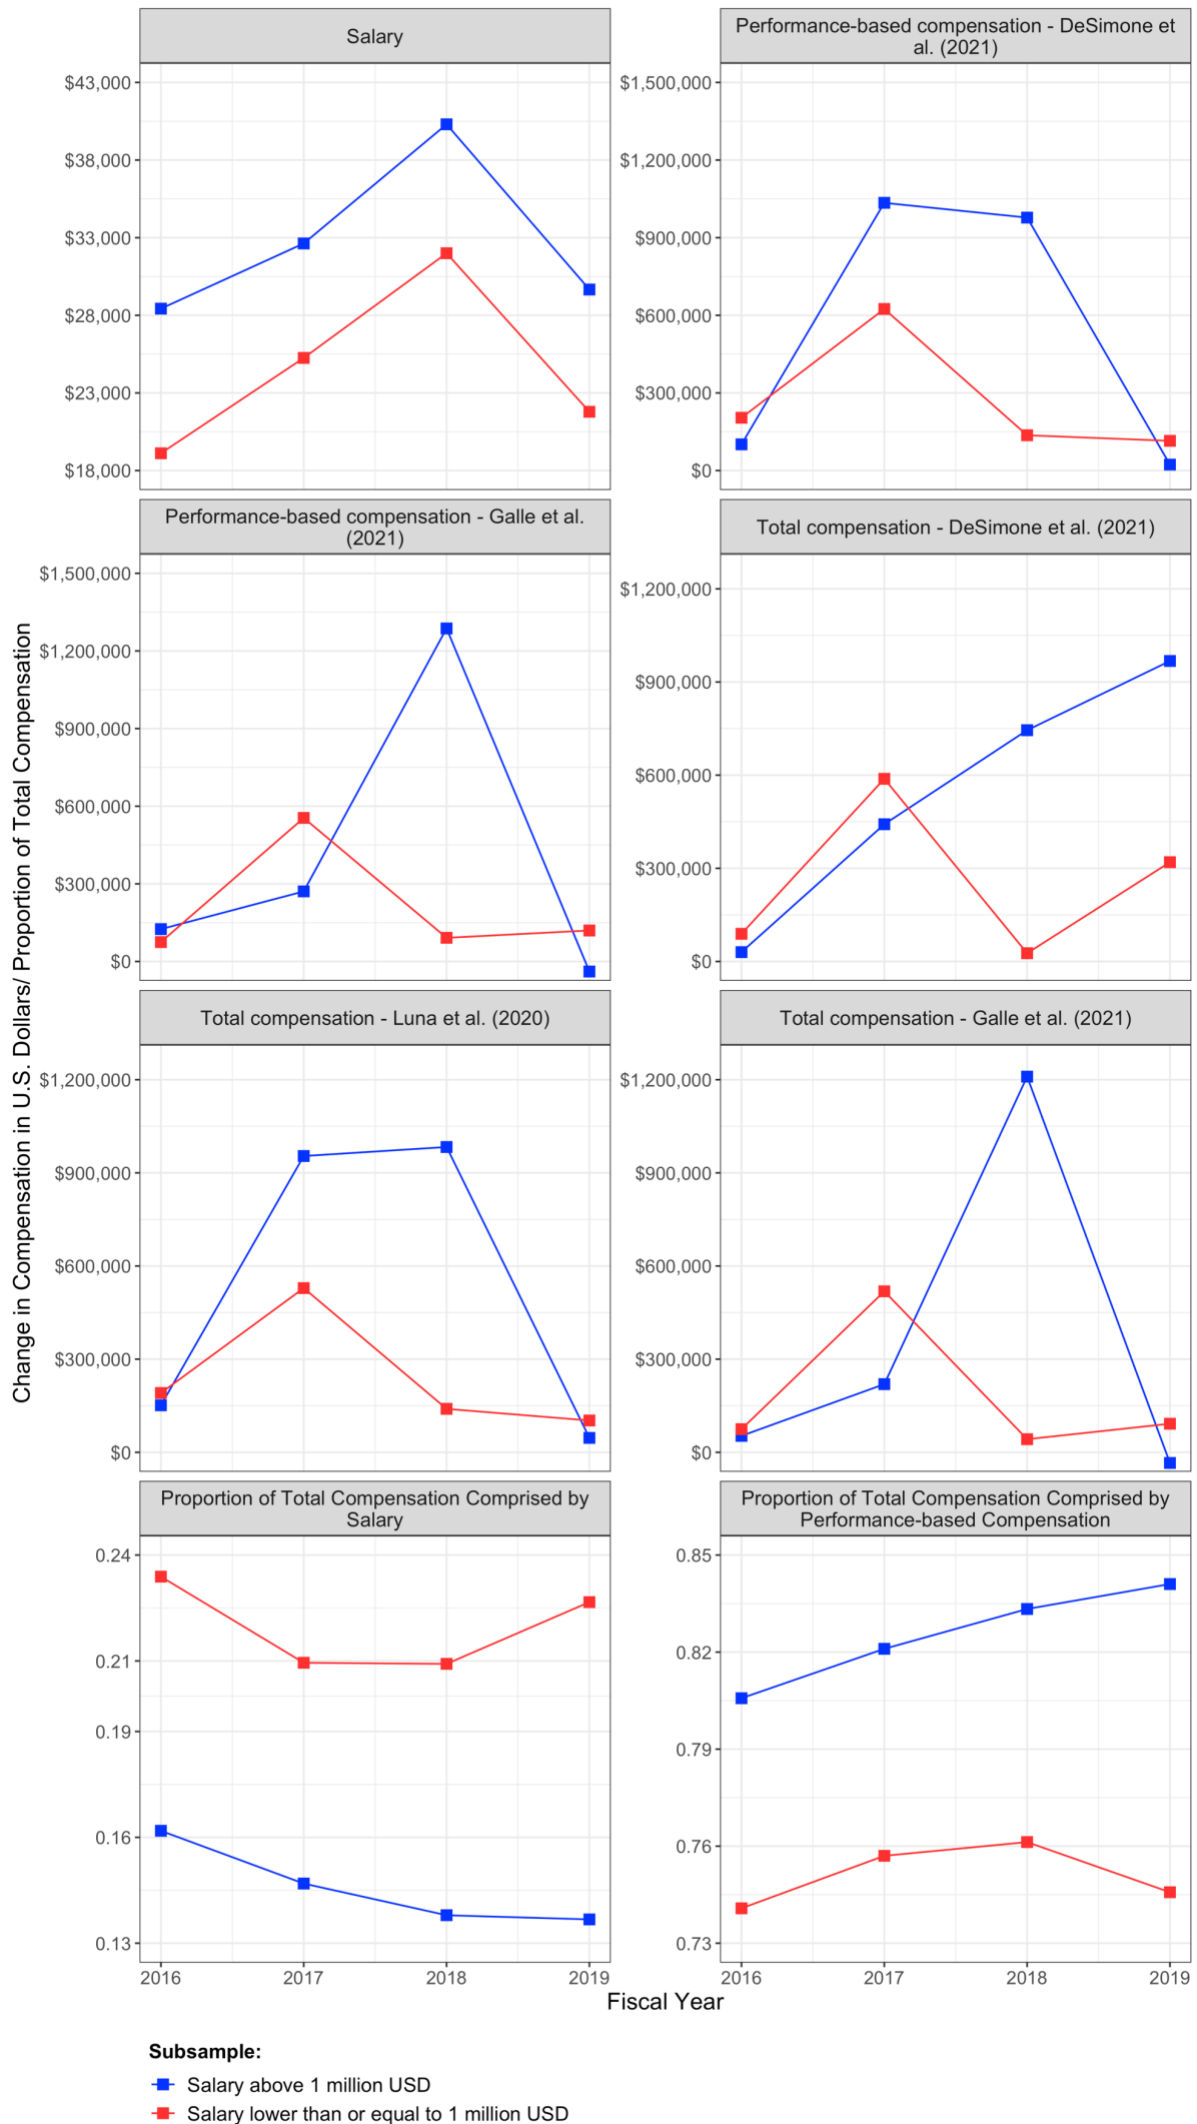 Salary
$43,000
$38,000
$33,000
$28,000
$23,000
$18,000
Performance-based compensation - DeSimone et
al. (2021)
$1,500,000
$1,200,000
$900,000
$600,000
$300,000
$0
Performance-based compensation - Galle et al.
(2021)
$1,500,000
$1,200,000
$900,000
$600,000
$300,000
$0
Total compensation - DeSimone et al. (2021)
$1,200,000
$900,000
$600,000
$300,000
$0
Total compensation - Luna et al. (2020)
$1,200,000
$900,000
$600,000
$300,000
$0
Total compensation - Galle et al. (2021)
$1,200,000
$900,000
$600,000
$300,000
$0
Proportion of Total Compensation Comprised by
Salary
0.24
0.21
0.19
0.16
0.13
2016 2017 2018 2019
Proportion of Total Compensation Comprised by
Performance-based Compensation
0.85
0.82
0.79
0.76
0.73
2016 2017 2018 2019
Change in Compensation in U.S. Dollars/ Proportion of Total Compensation
Fiscal Year
Subsample:
Salary above 1 million USD
Salary lower than or equal to 1 million USD